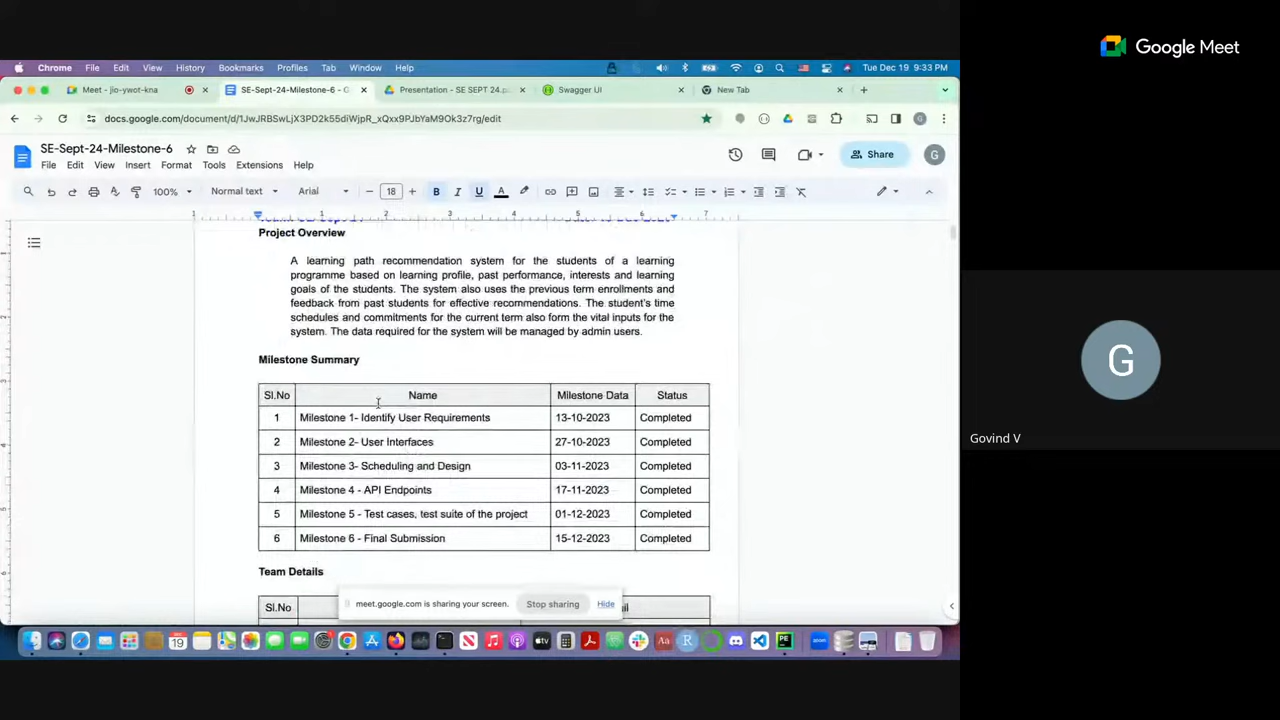 Google Meet
Chrome File Edit View History Bookmarks Profiles Tab Window Help
Tue Dec 19 9:33 PM
Meet - jio-ywot-kna
SE-Sept-24-Milestone-6 - G
Presentation - SE SEPT 24.p
Swagger UI
New Tab
docs.google.com/document/d/1JwJRBSwLjX3PD2k55diWjpR_xQxx9PJbYaM9Ok3z7rg/edit
G
SE-Sept-24-Milestone-6
Share
G
File Edit View Insert Format Tools Extensions Help
100% Normal text Arial 18 B I U A
1 1 2 3 4 5 6 7
Project Overview
A learning path recommendation system for the students of a learning
programme based on learning profile, past performance, interests and learning
goals of the students. The system also uses the previous term enrollments and
feedback from past students for effective recommendations. The student's time
schedules and commitments for the current term also form the vital inputs for the
system. The data required for the system will be managed by admin users.
Milestone Summary
Sl.No Name Milestone Data Status
1 Milestone 1- Identify User Requirements 13-10-2023 Completed
2 Milestone 2- User Interfaces 27-10-2023 Completed
3 Milestone 3- Scheduling and Design 03-11-2023 Completed
4 Milestone 4 - API Endpoints 17-11-2023 Completed
5 Milestone 5 - Test cases, test suite of the project 01-12-2023 Completed
6 Milestone 6 - Final Submission 15-12-2023 Completed
Team Details
Sl.No
meet.google.com is sharing your screen. Stop sharing Hide
G
Govind V